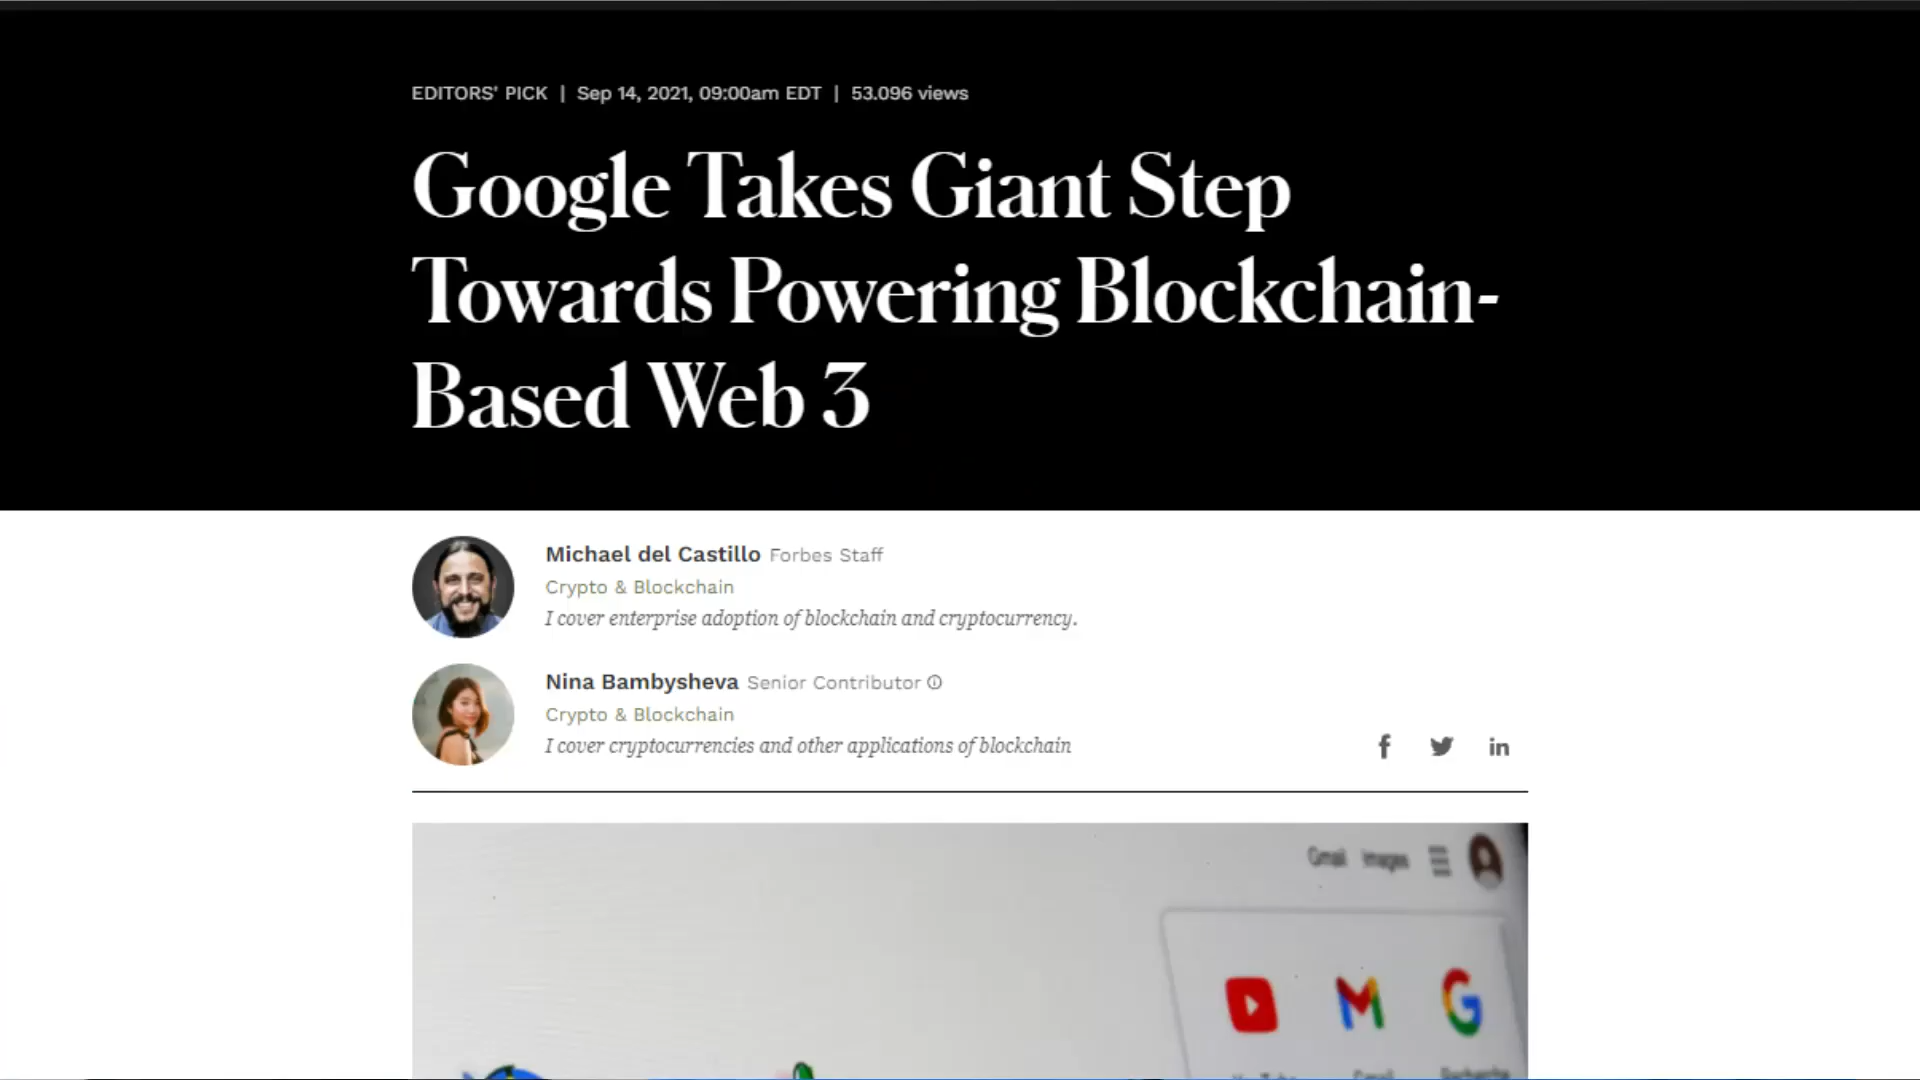 EDITORS' PICK | Sep 14, 2021, 09:00am EDT | 53.096 views
Google Takes Giant Step
Towards Powering Blockchain-
Based Web 3
Michael del Castillo Forbes Staff
Crypto & Blockchain
I cover enterprise adoption of blockchain and cryptocurrency.
Nina Bambysheva Senior Contributor
Crypto & Blockchain
I cover cryptocurrencies and other applications of blockchain
Gmail Images